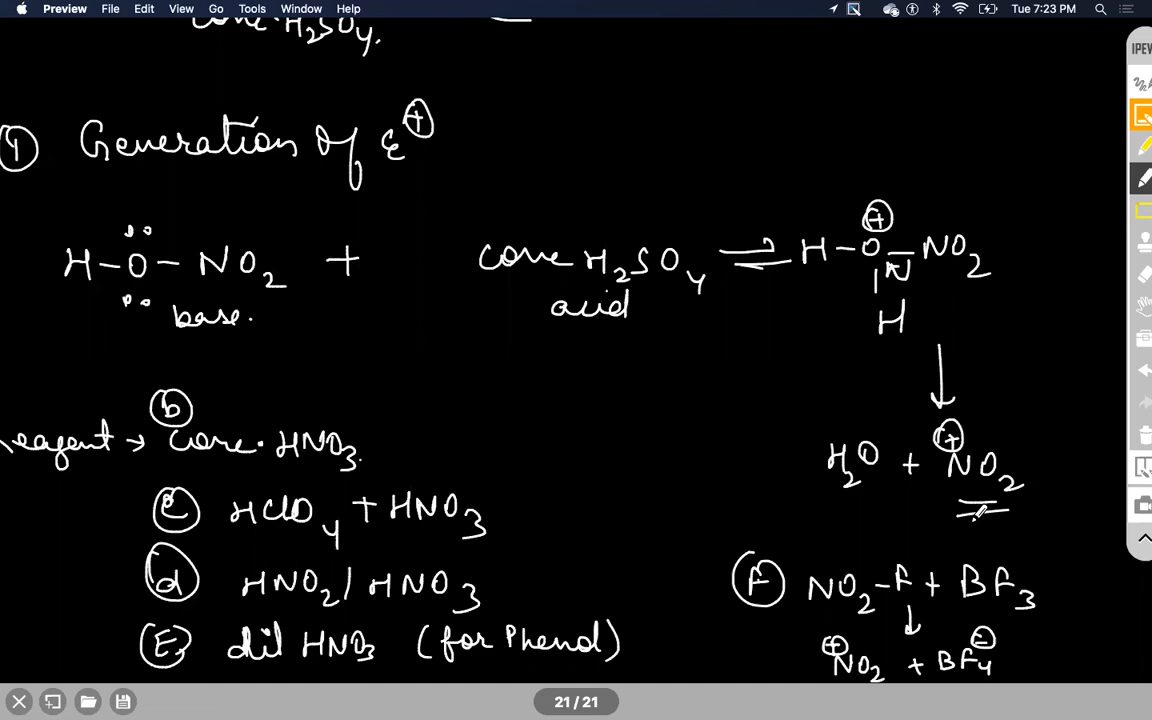 Preview File Edit View Go Tools Window Help Tue 7:23 PM
conc. H2SO4.
① Generation of E⊕
IPEV
H–O–NO2 + conc H2SO4 ⇌ H–O⊕–NO2
base. acid H
H2O + ⊕NO2
Reagent → ⓑ conc. HNO3.
ⓒ HClO4 + HNO3
ⓓ HNO2/HNO3
Ⓔ dil HNO3 (for Phenol)
Ⓕ NO2–F + BF3
⊕NO2 + BF4⊖
21 / 21